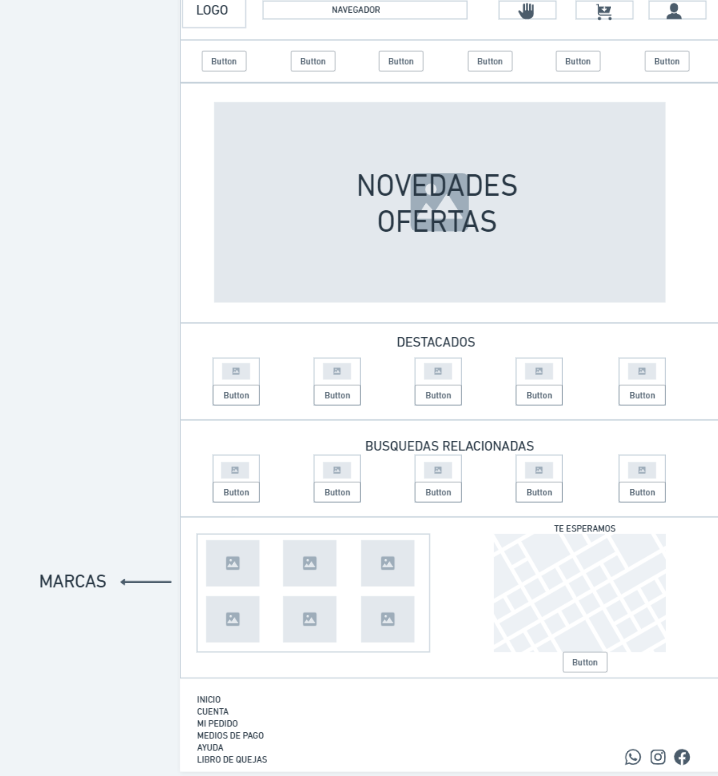 LOGO
NAVEGADOR
Button Button Button Button Button Button
NOVEDADES
OFERTAS
DESTACADOS
Button Button Button Button Button
BUSQUEDAS RELACIONADAS
Button Button Button Button Button
TE ESPERAMOS
MARCAS
Button
INICIO
CUENTA
MI PEDIDO
MEDIOS DE PAGO
AYUDA
LIBRO DE QUEJAS